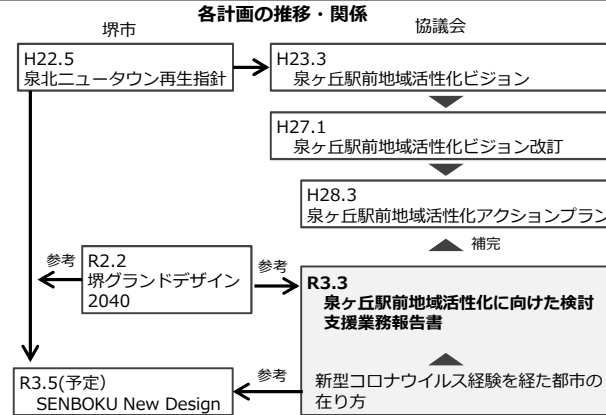 各計画の推移・関係
堺市
協議会
H22.5
泉北ニュータウン再生指針
H23.3
泉ヶ丘駅前地域活性化ビジョン
H27.1
泉ヶ丘駅前地域活性化ビジョン改訂
H28.3
泉ヶ丘駅前地域活性化アクションプラン
補完
参考
R2.2
堺グランドデザイン
2040
参考
R3.3
泉ヶ丘駅前地域活性化に向けた検討
支援業務報告書
新型コロナウイルス経験を経た都市の
在り方
参考
R3.5(予定）
SENBOKU New Design